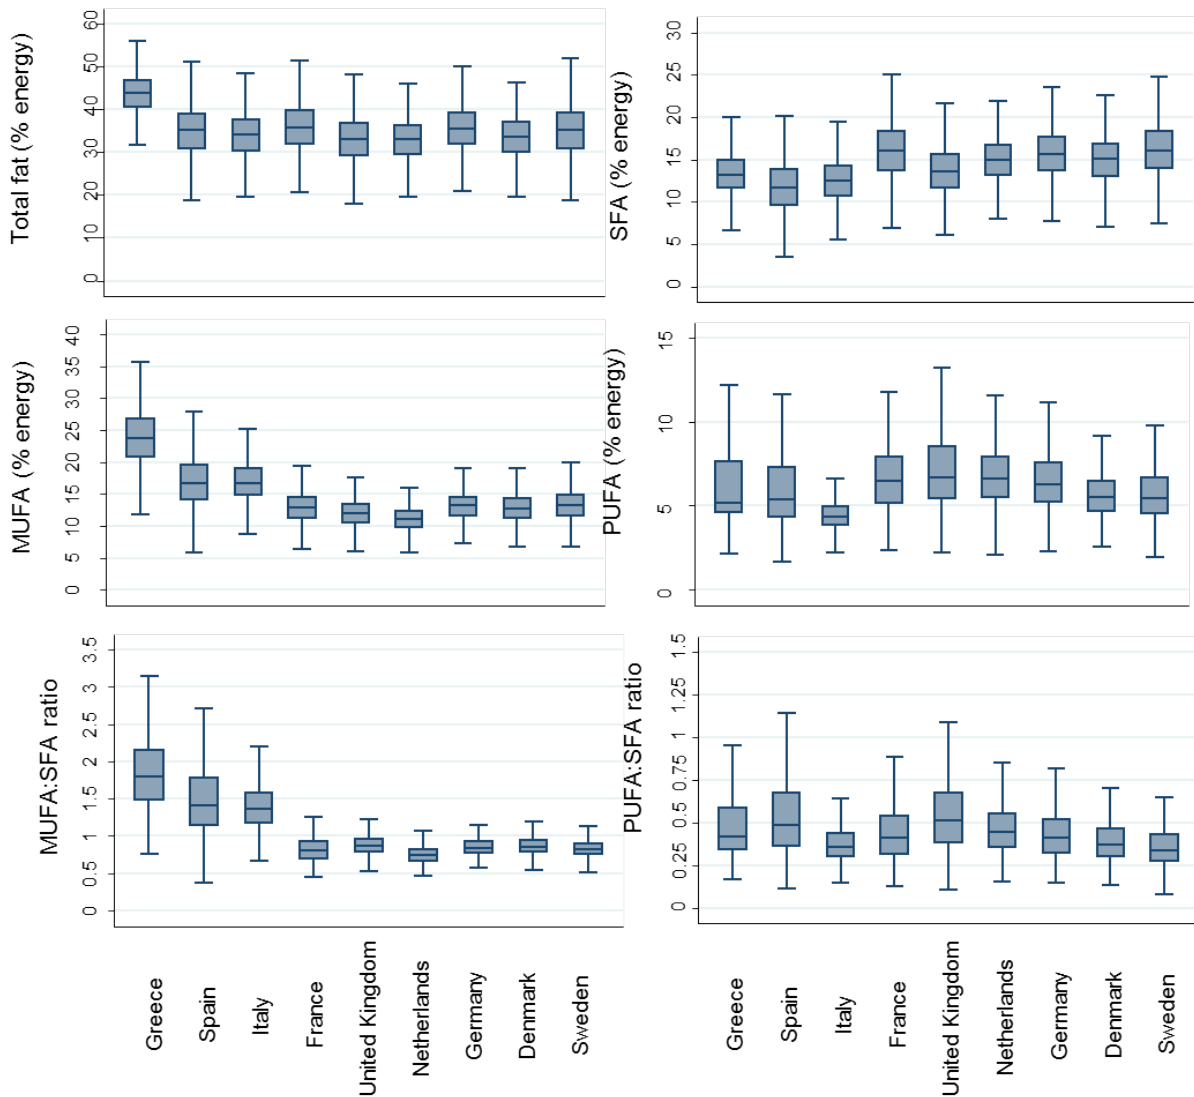 Total fat (% energy)
60
50
40
30
20
10
0
SFA (% energy)
30
25
20
15
10
5
0
MUFA (% energy)
40
35
30
25
20
15
10
5
0
PUFA (% energy)
15
10
5
0
MUFA:SFA ratio
3.5
3
2.5
2
1.5
1
0.5
0
PUFA:SFA ratio
1.5
1.25
1
0.75
0.5
0.25
0
Greece
Spain
Italy
France
United Kingdom
Netherlands
Germany
Denmark
Sweden
Greece
Spain
Italy
France
United Kingdom
Netherlands
Germany
Denmark
Sweden